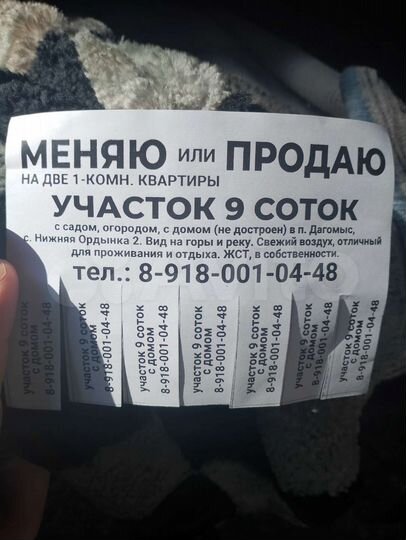 МЕНЯЮ или ПРОДАЮ
НА ДВЕ 1-КОМН. КВАРТИРЫ
УЧАСТОК 9 СОТОК
с садом, огородом, с домом (не достроен) в п. Дагомыс,
с. Нижняя Ордынка 2. Вид на горы и реку. Свежий воздух, отличный
для проживания и отдыха. ЖСТ, в собственности.
тел.: 8-918-001-04-48
участок 9 соток
с домом
8-918-001-04-48
участок 9 соток
с домом
8-918-001-04-48
участок 9 соток
с домом
8-918-001-04-48
участок 9 соток
с домом
8-918-001-04-48
участок 9 соток
с домом
8-918-001-04-48
участок 9 соток
с домом
8-918-001-04-48
участок 9 соток
с домом
8-918-001-04-48